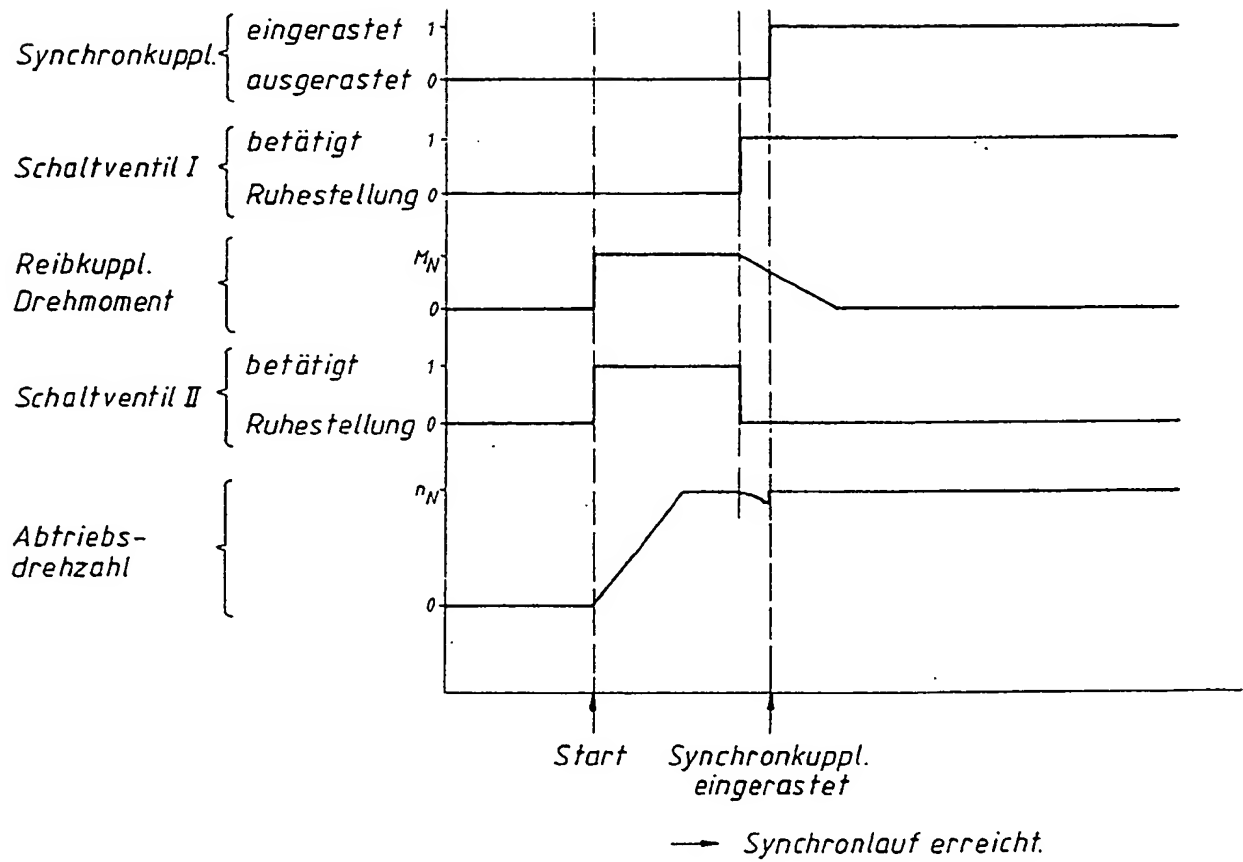 Synchronkuppl.
eingerastet 1
ausgerastet 0
Schaltventil I
betätigt 1
Ruhestellung 0
Reibkuppl.
Drehmoment
M_N
0
Schaltventil II
betätigt 1
Ruhestellung 0
Abtriebs-
drehzahl
n_N
0
Start
Synchronkuppl.
eingerastet
→ Synchronlauf erreicht.